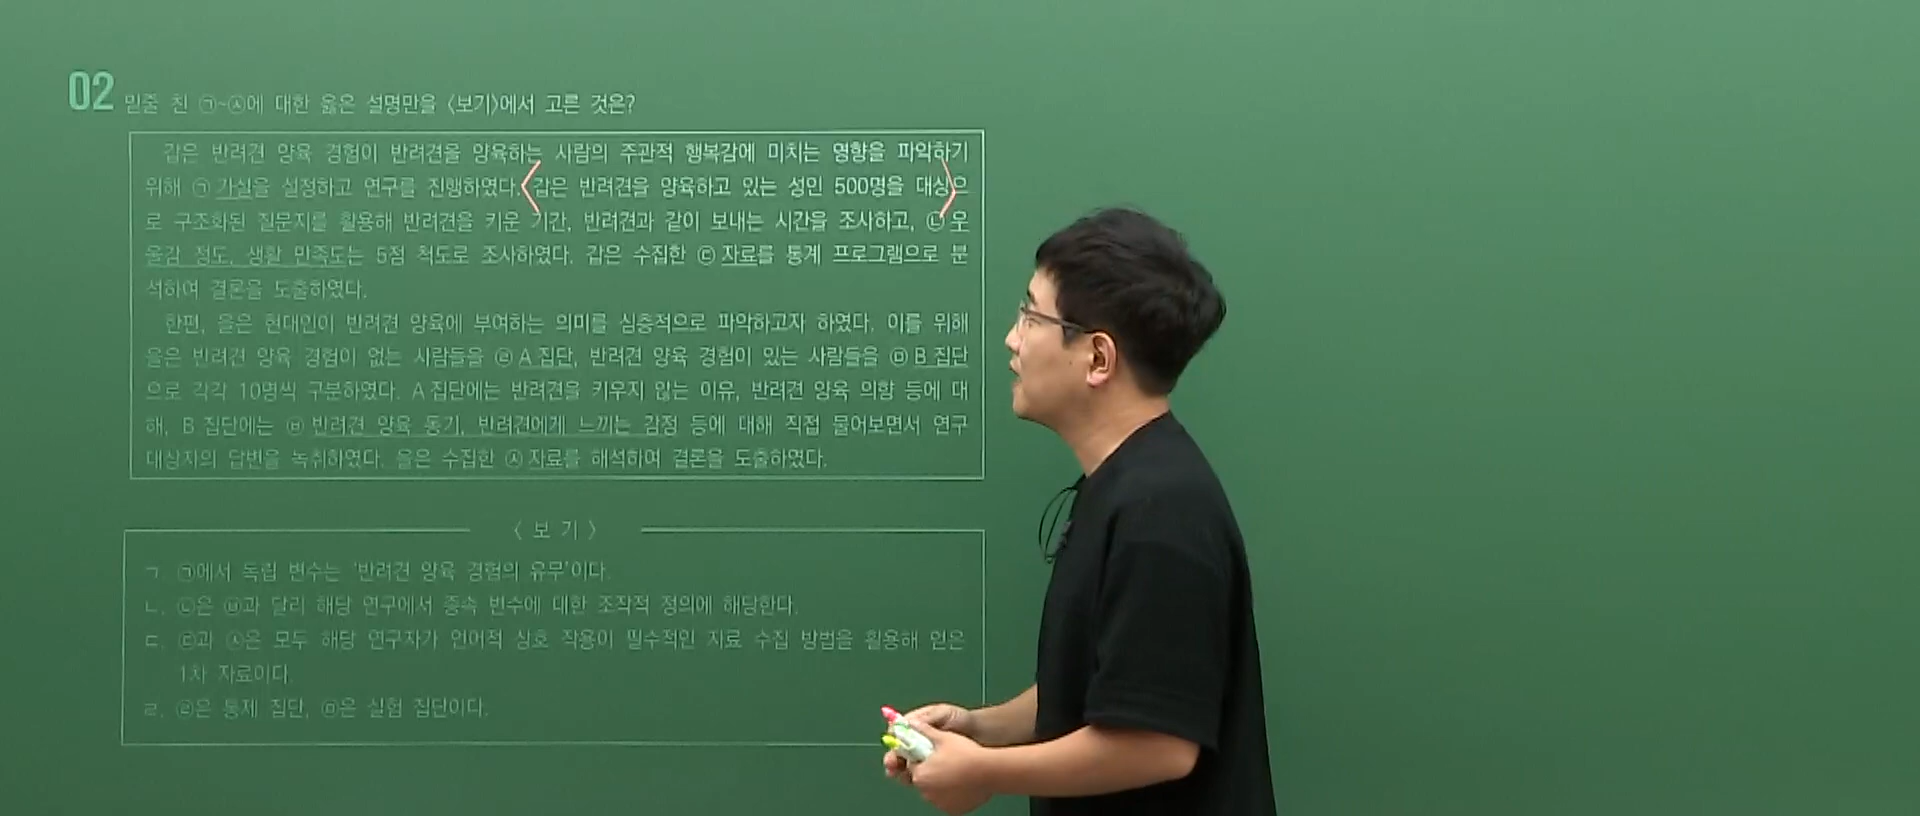 02 밑줄 친 ㉠~㉦에 대한 옳은 설명만을 〈보기〉에서 고른 것은?
갑은 반려견 양육 경험이 반려견을 양육하는 사람의 주관적 행복감에 미치는 영향을 파악하기
위해 ㉠ 가설을 설정하고 연구를 진행하였다. 갑은 반려견을 양육하고 있는 성인 500명을 대상으
로 구조화된 질문지를 활용해 반려견을 키운 기간, 반려견과 같이 보내는 시간을 조사하고, ㉡ 우
울감 정도, 생활 만족도는 5점 척도로 조사하였다. 갑은 수집한 ㉢ 자료를 통계 프로그램으로 분
석하여 결론을 도출하였다.
한편, 을은 현대인이 반려견 양육에 부여하는 의미를 심층적으로 파악하고자 하였다. 이를 위해
을은 반려견 양육 경험이 없는 사람들을 ㉣ A 집단, 반려견 양육 경험이 있는 사람들을 ㉤ B 집단
으로 각각 10명씩 구분하였다. A 집단에는 반려견을 키우지 않는 이유, 반려견 양육 의향 등에 대
해, B 집단에는 ㉥ 반려견 양육 동기, 반려견에게 느끼는 감정 등에 대해 직접 물어보면서 연구
대상자의 답변을 녹취하였다. 을은 수집한 ㉦ 자료를 해석하여 결론을 도출하였다.
〈보 기〉
ㄱ. ㉠에서 독립 변수는 '반려견 양육 경험의 유무'이다.
ㄴ. ㉡은 ㉥과 달리 해당 연구에서 종속 변수에 대한 조작적 정의에 해당한다.
ㄷ. ㉢과 ㉦은 모두 해당 연구자가 언어적 상호 작용이 필수적인 자료 수집 방법을 활용해 얻은
1차 자료이다.
ㄹ. ㉣은 통제 집단, ㉤은 실험 집단이다.